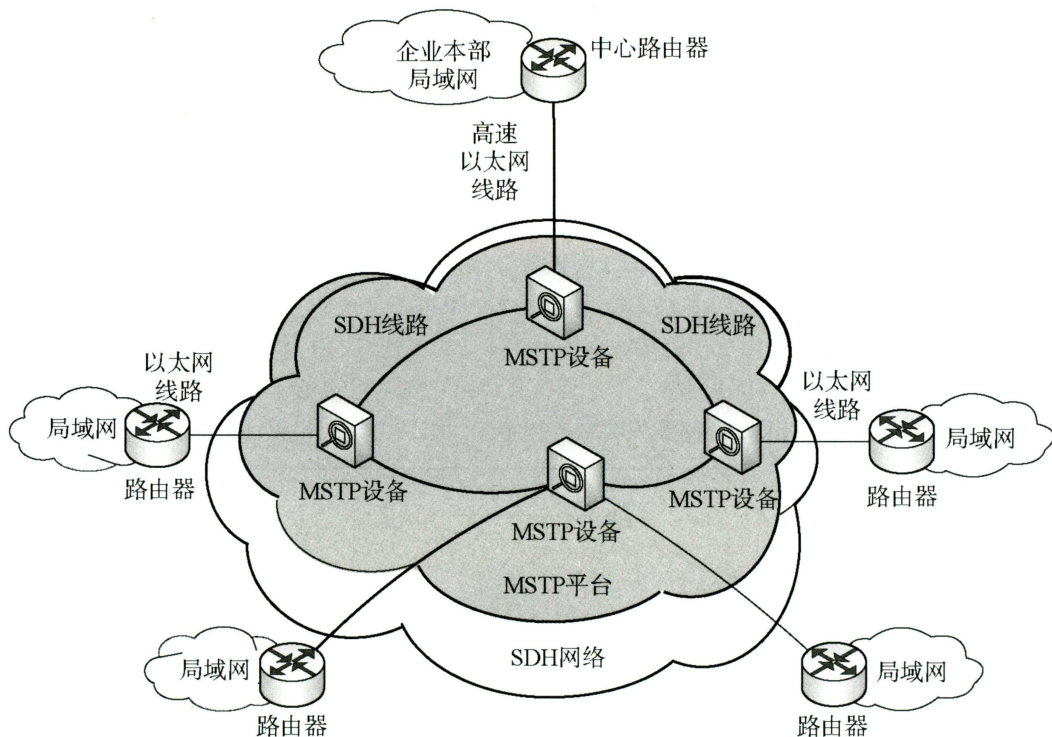 企业本部
局域网
中心路由器
高速
以太网
线路
SDH线路
SDH线路
MSTP设备
以太网
线路
以太网
线路
局域网
局域网
路由器
MSTP设备
MSTP设备
路由器
MSTP设备
MSTP平台
SDH网络
局域网
局域网
路由器
路由器